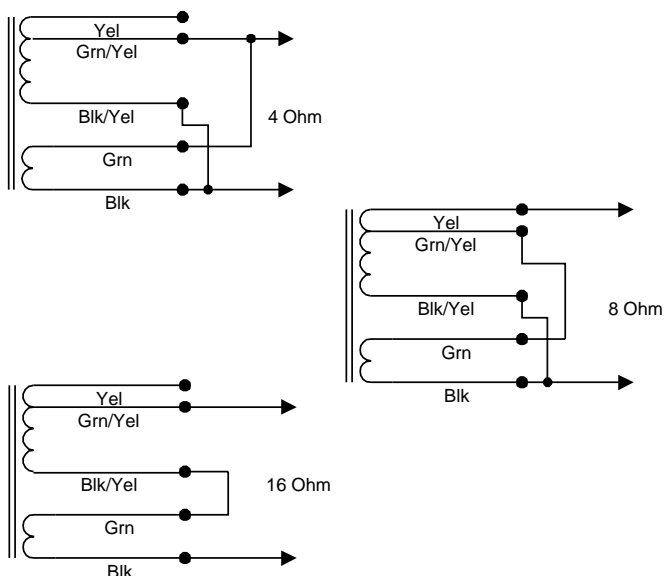 Yel
Grn/Yel
Blk/Yel
4 Ohm
Grn
Blk
Yel
Grn/Yel
Blk/Yel
8 Ohm
Grn
Blk
Yel
Grn/Yel
Blk/Yel
16 Ohm
Grn
Blk